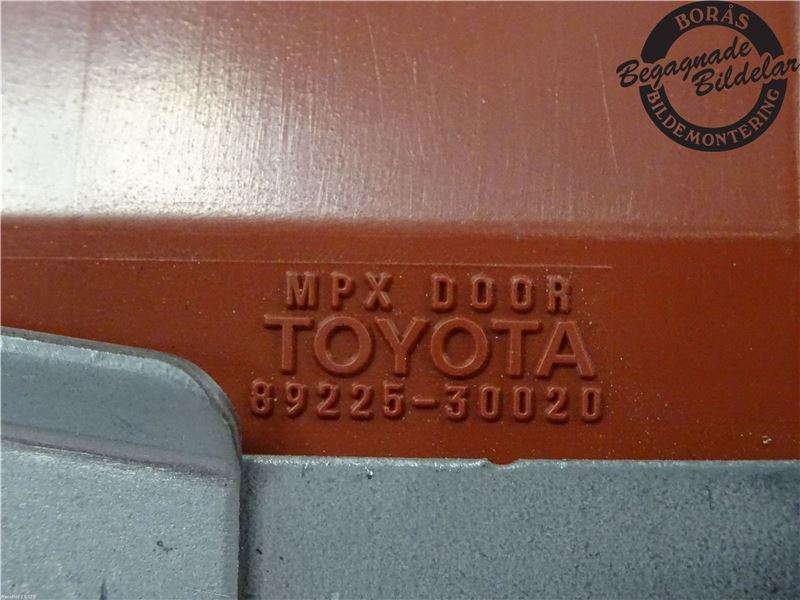 BORÅS
Begagnade
Bildelar
BILDEMONTERING
MPX DOOR
TOYOTA
89225-30020